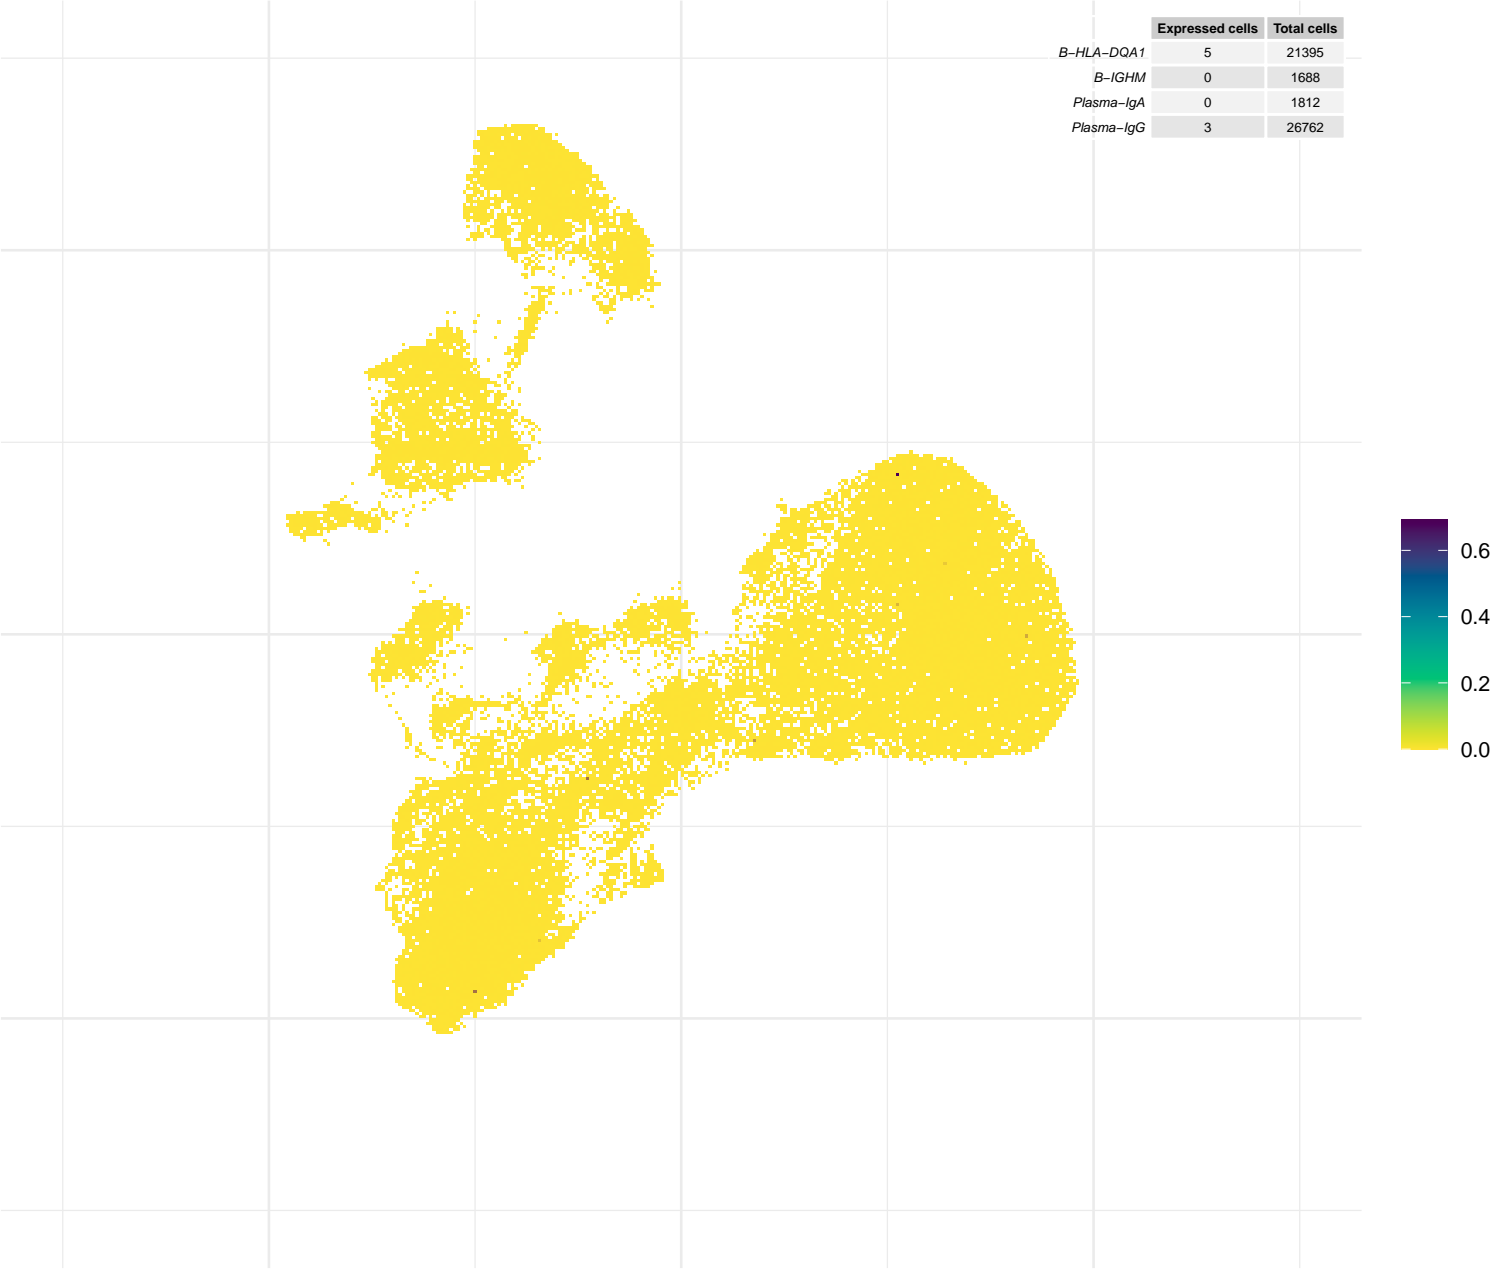 Expressed cells Total cells
B−HLA−DQA1 5 21395
B−IGHM 0 1688
Plasma−IgA 0 1812
Plasma−IgG 3 26762
0.6
0.4
0.2
0.0